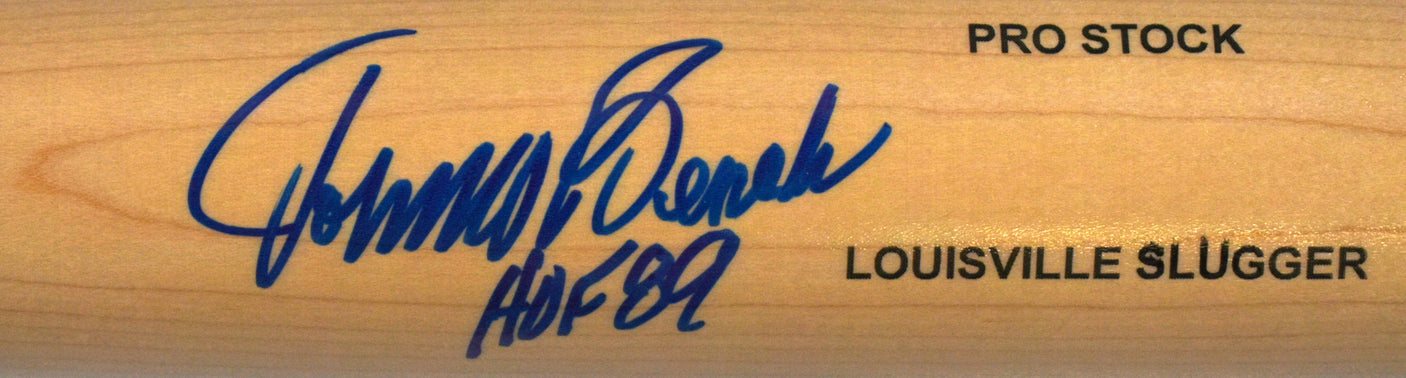 PRO STOCK
Johnny Bench
HOF 89
LOUISVILLE SLUGGER